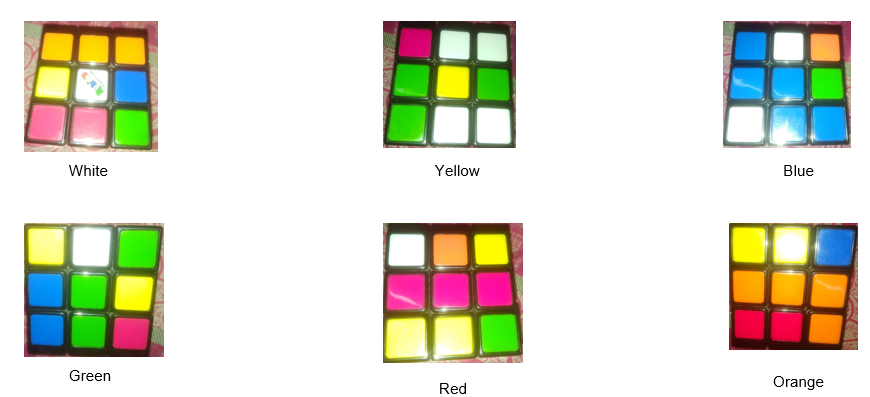 White
Yellow
Blue
Green
Red
Orange